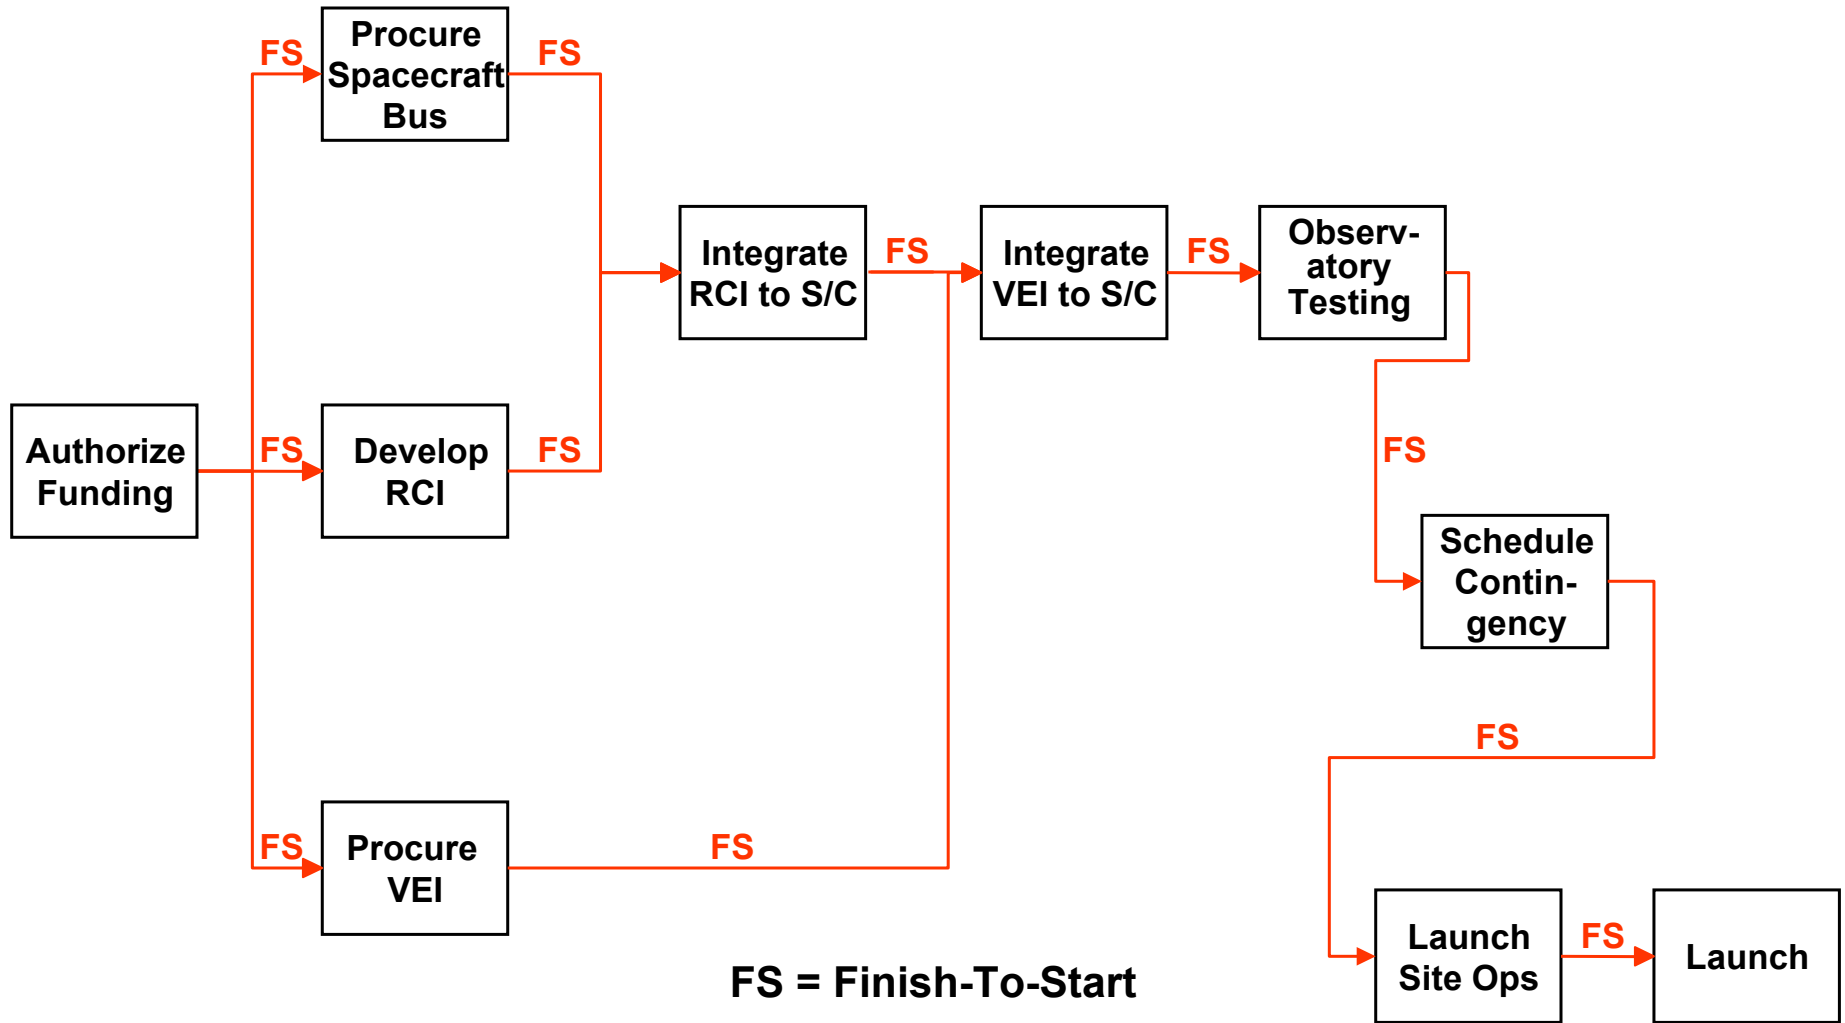 Procure
Spacecraft
Bus
FS
FS
Integrate
RCI to S/C
FS
Integrate
VEI to S/C
FS
Observ-
atory
Testing
Authorize
Funding
FS
Develop
RCI
FS
FS
Schedule
Contin-
gency
FS
FS
Procure
VEI
FS
Launch
Site Ops
FS
Launch
FS = Finish-To-Start